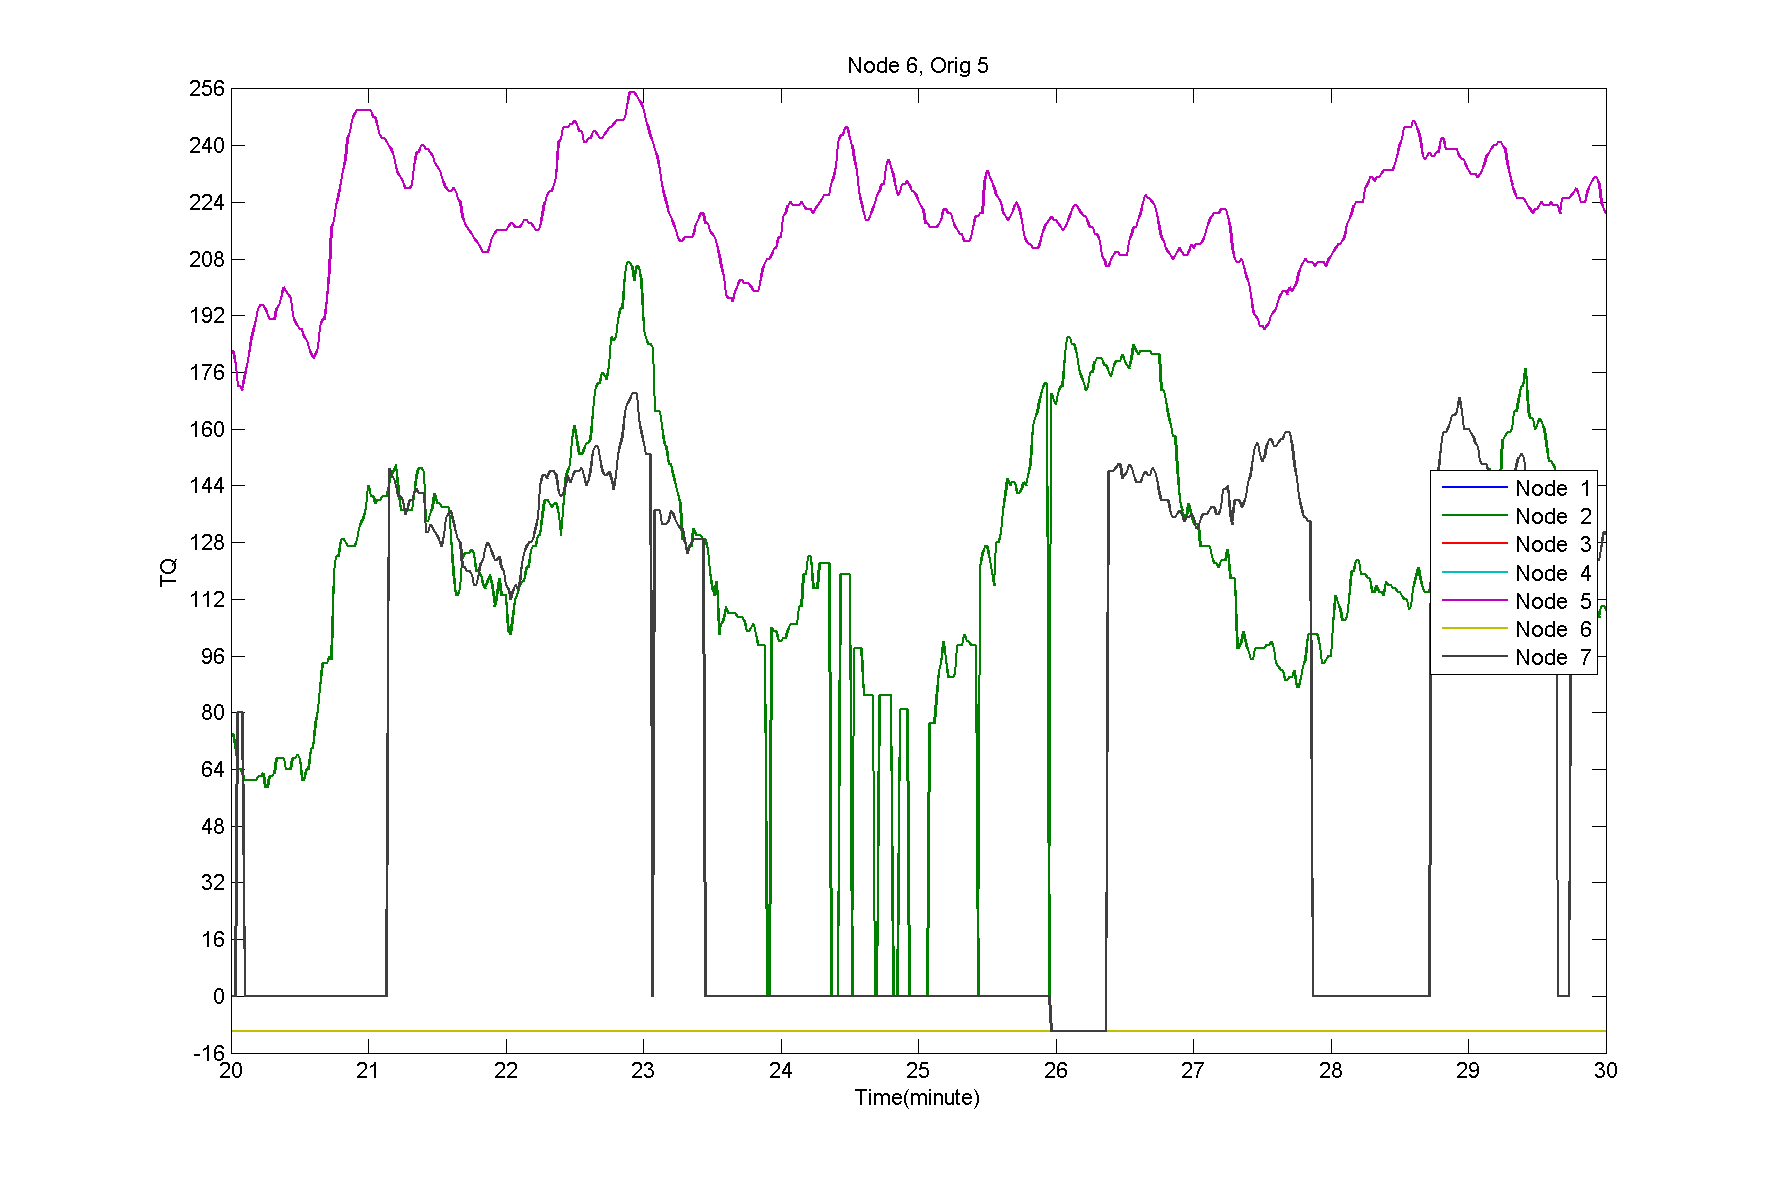 Node 6, Orig 5
256
240
224
208
192
176
160
144
128
112
96
80
64
48
32
16
0
-16
TQ
Node 1
Node 2
Node 3
Node 4
Node 5
Node 6
Node 7
20 21 22 23 24 25 26 27 28 29 30
Time(minute)